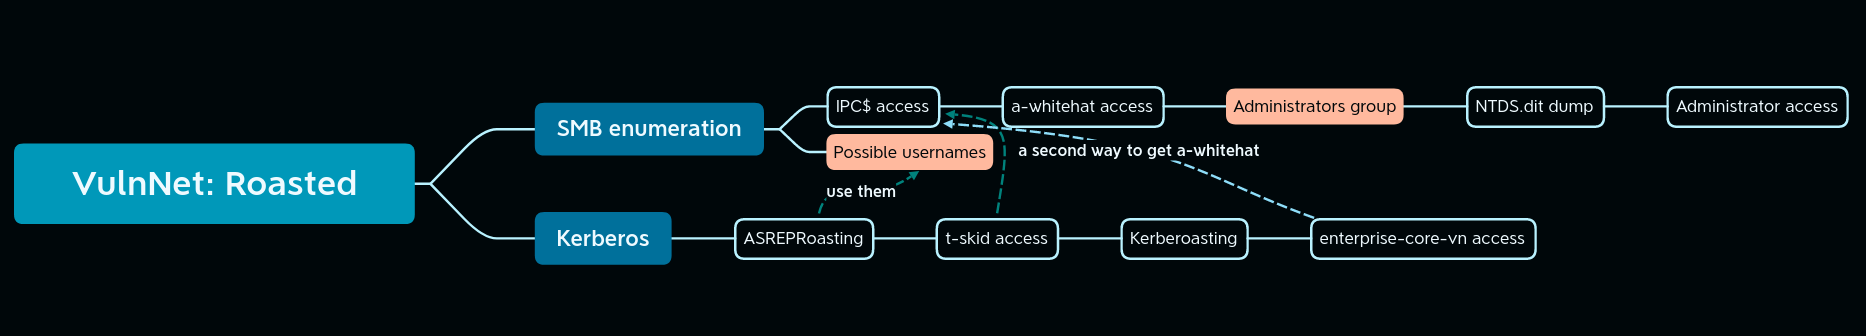 VulnNet: Roasted
SMB enumeration
IPC$ access
a-whitehat access
Administrators group
NTDS.dit dump
Administrator access
Possible usernames
a second way to get a-whitehat
use them
Kerberos
ASREPRoasting
t-skid access
Kerberoasting
enterprise-core-vn access